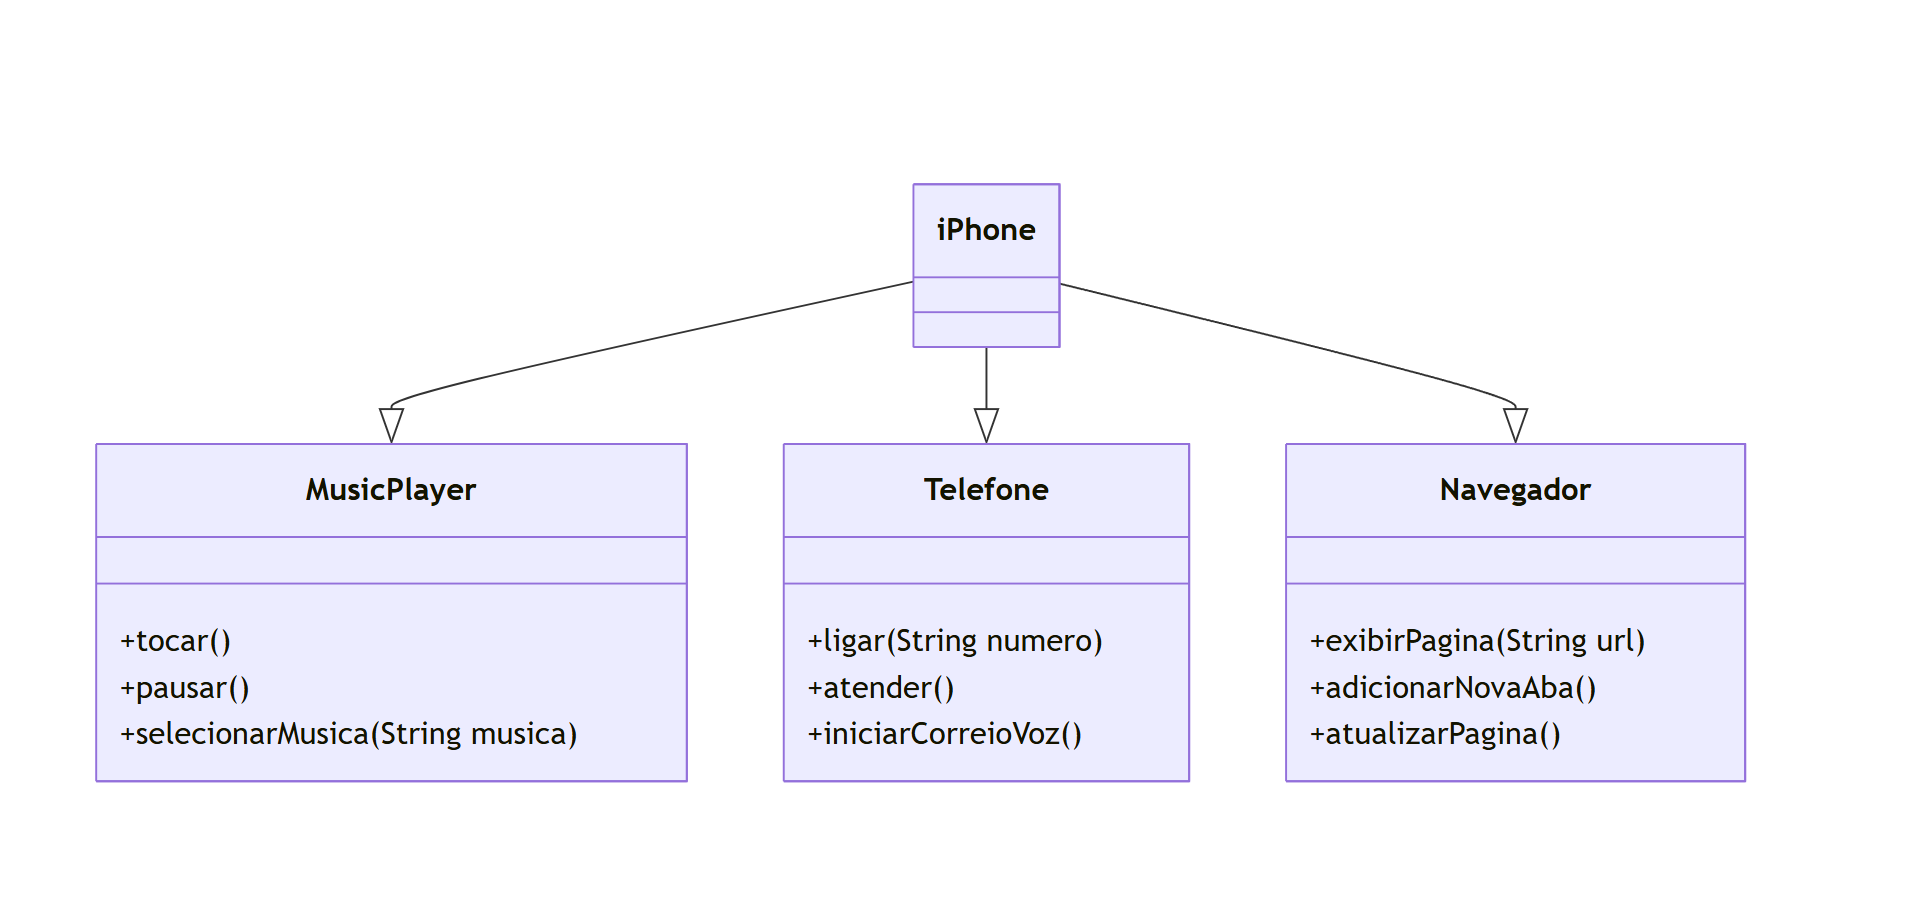 iPhone
MusicPlayer
+tocar()
+pausar()
+selecionarMusica(String musica)
Telefone
+ligar(String numero)
+atender()
+iniciarCorreioVoz()
Navegador
+exibirPagina(String url)
+adicionarNovaAba()
+atualizarPagina()